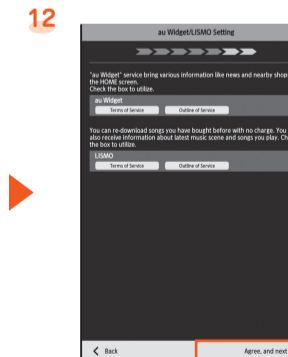 12
au Widget/LISMO Setting
"au Widget" service bring various information like news and nearby shops
the HOME screen.
Check the box to utilize.
au Widget
Terms of Service
Outline of Service
You can re-download songs you have bought before with no charge. You
also receive information about latest music scene and songs you play. Ch
the box to utilize.
LISMO
Terms of Service
Outline of Service
Back
Agree, and next